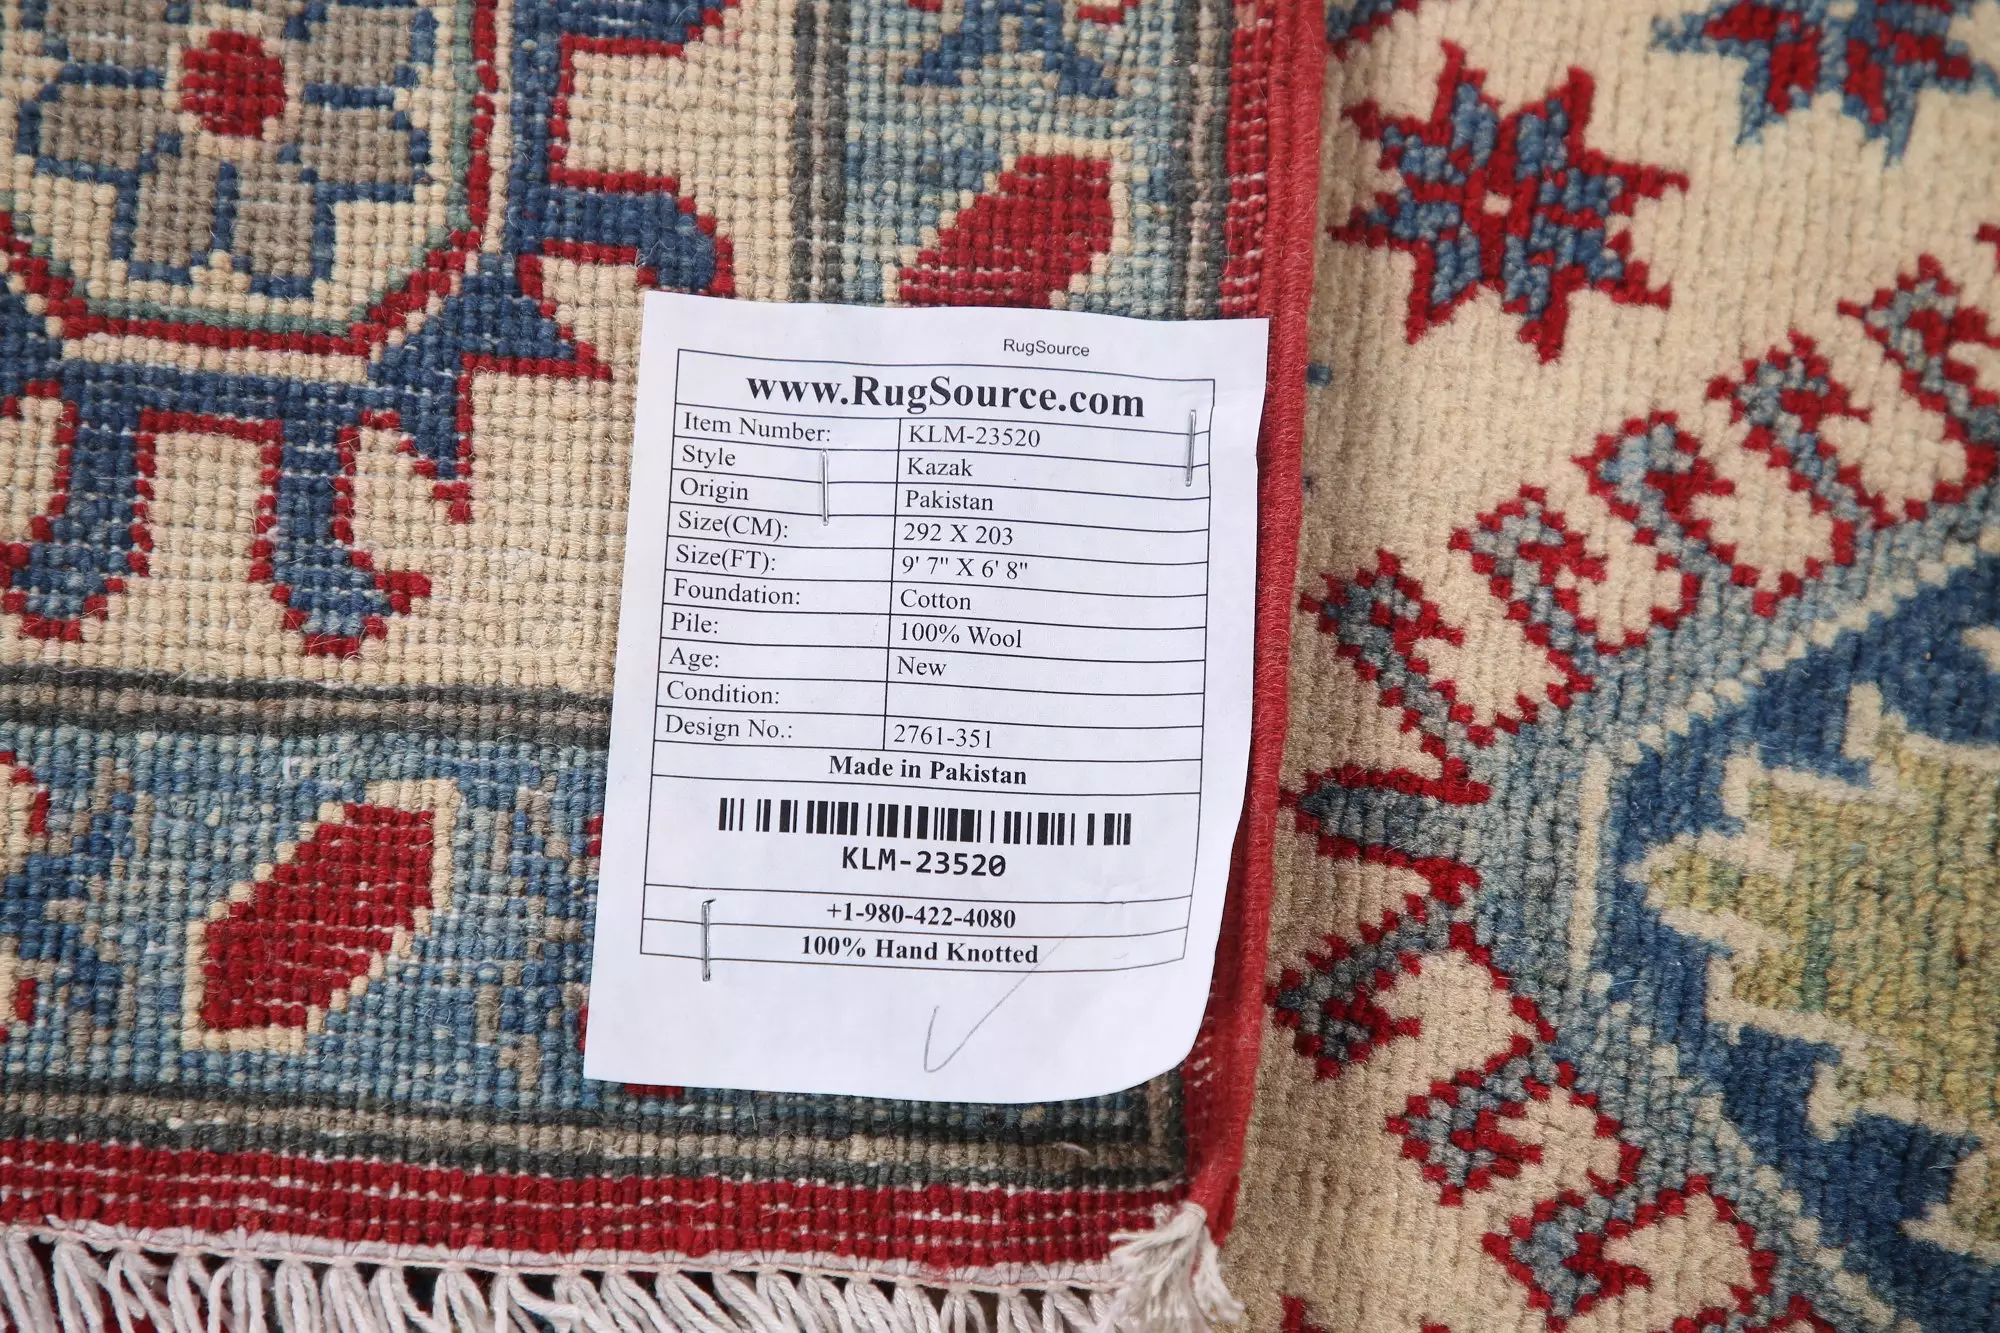 RugSource
www.RugSource.com
Item Number: KLM-23520
Style Kazak
Origin Pakistan
Size(CM): 292 X 203
Size(FT): 9' 7" X 6' 8"
Foundation: Cotton
Pile: 100% Wool
Age: New
Condition:
Design No.: 2761-351
Made in Pakistan
KLM-23520
+1-980-422-4080
100% Hand Knotted